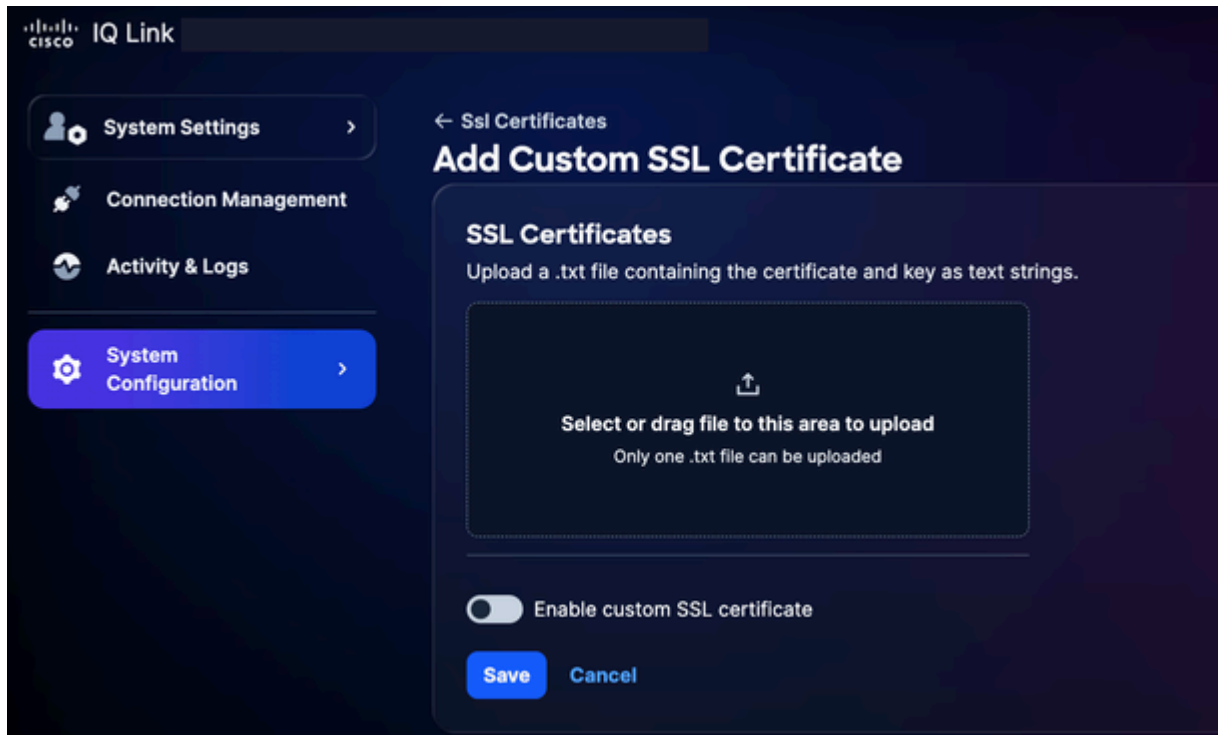 cisco IQ Link
System Settings
Connection Management
Activity & Logs
System
Configuration
← Ssl Certificates
Add Custom SSL Certificate
SSL Certificates
Upload a .txt file containing the certificate and key as text strings.
Select or drag file to this area to upload
Only one .txt file can be uploaded
Enable custom SSL certificate
Save Cancel